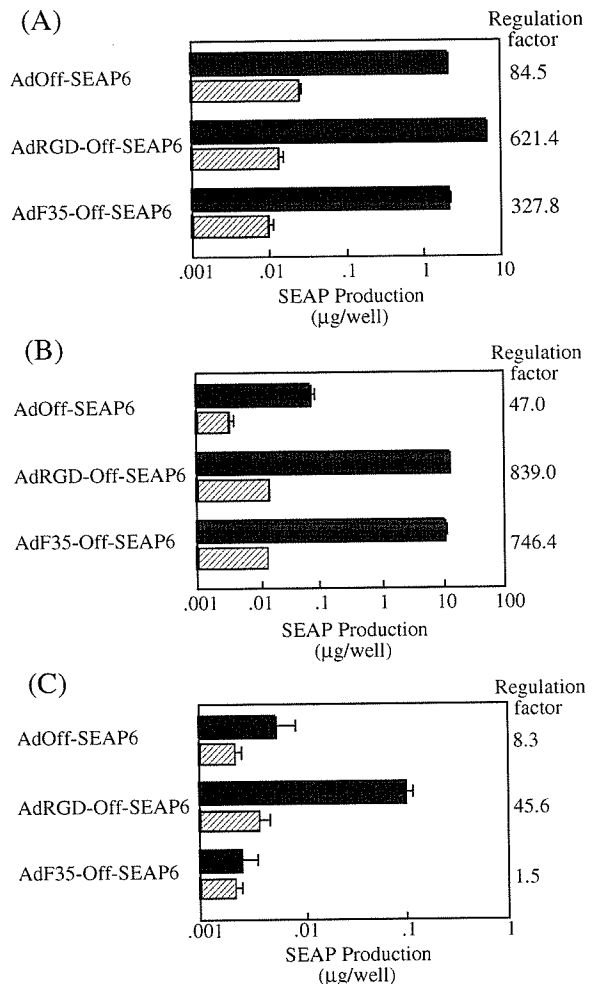 (A)
Regulation
factor
AdOff-SEAP6
84.5
AdRGD-Off-SEAP6
621.4
AdF35-Off-SEAP6
327.8
.001 .01 .1 1 10
SEAP Production
(µg/well)
(B)
Regulation
factor
AdOff-SEAP6
47.0
AdRGD-Off-SEAP6
839.0
AdF35-Off-SEAP6
746.4
.001 .01 .1 1 10 100
SEAP Production
(µg/well)
(C)
Regulation
factor
AdOff-SEAP6
8.3
AdRGD-Off-SEAP6
45.6
AdF35-Off-SEAP6
1.5
.001 .01 .1 1
SEAP Production
(µg/well)